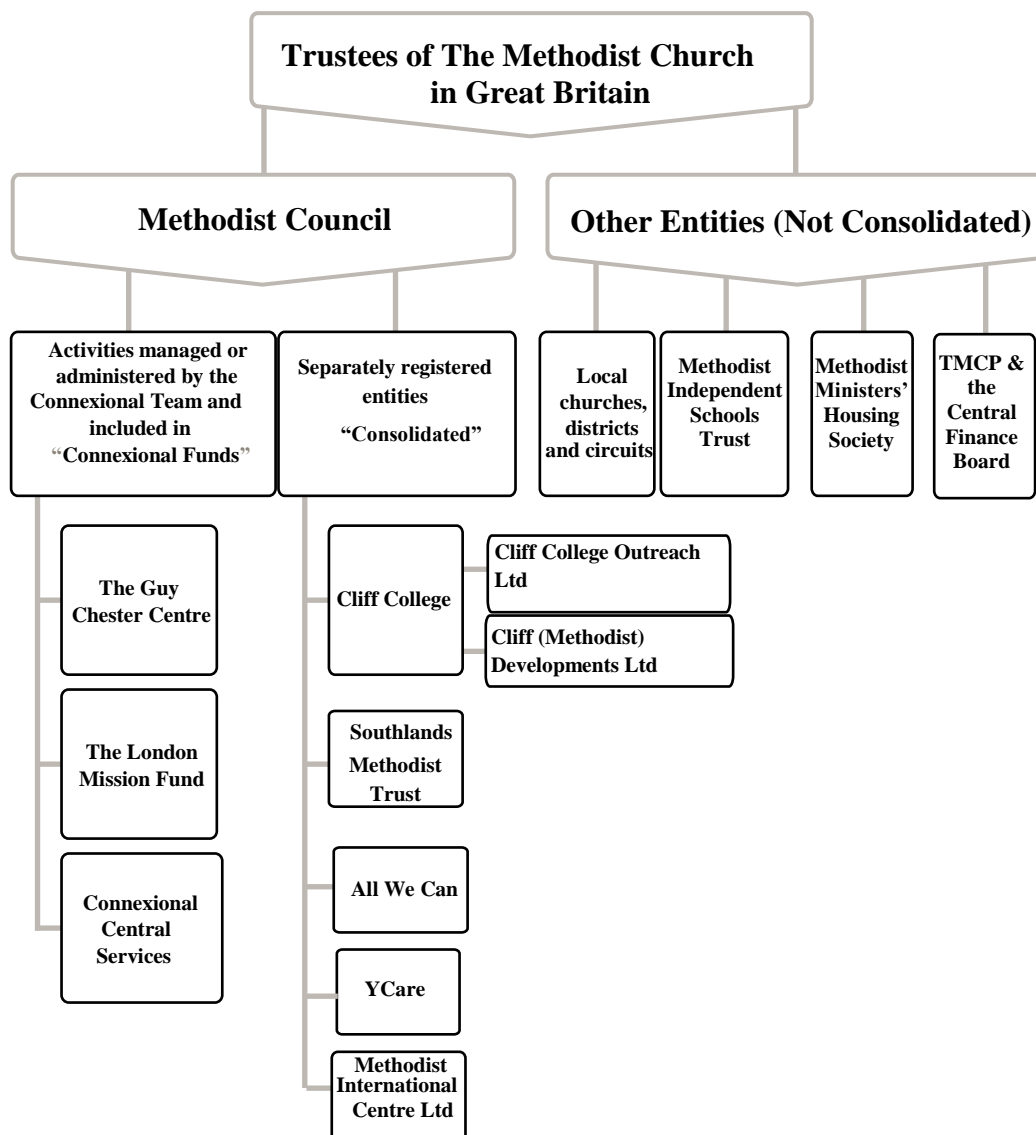 Trustees of The Methodist Church
in Great Britain
Methodist Council
Other Entities (Not Consolidated)
Activities managed or
administered by the
Connexional Team and
included in
“Connexional Funds”
Separately registered
entities
“Consolidated”
Local
churches,
districts
and circuits
Methodist
Independent
Schools
Trust
Methodist
Ministers’
Housing
Society
TMCP &
the
Central
Finance
Board
The Guy
Chester Centre
The London
Mission Fund
Connexional
Central
Services
Cliff College
Cliff College Outreach
Ltd
Cliff (Methodist)
Developments Ltd
Southlands
Methodist
Trust
All We Can
YCare
Methodist
International
Centre Ltd